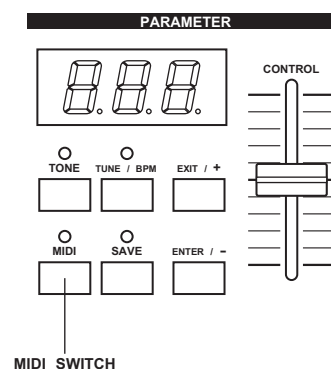 PARAMETER
CONTROL
TONE TUNE / BPM EXIT / +
MIDI SAVE ENTER / −
MIDI SWITCH